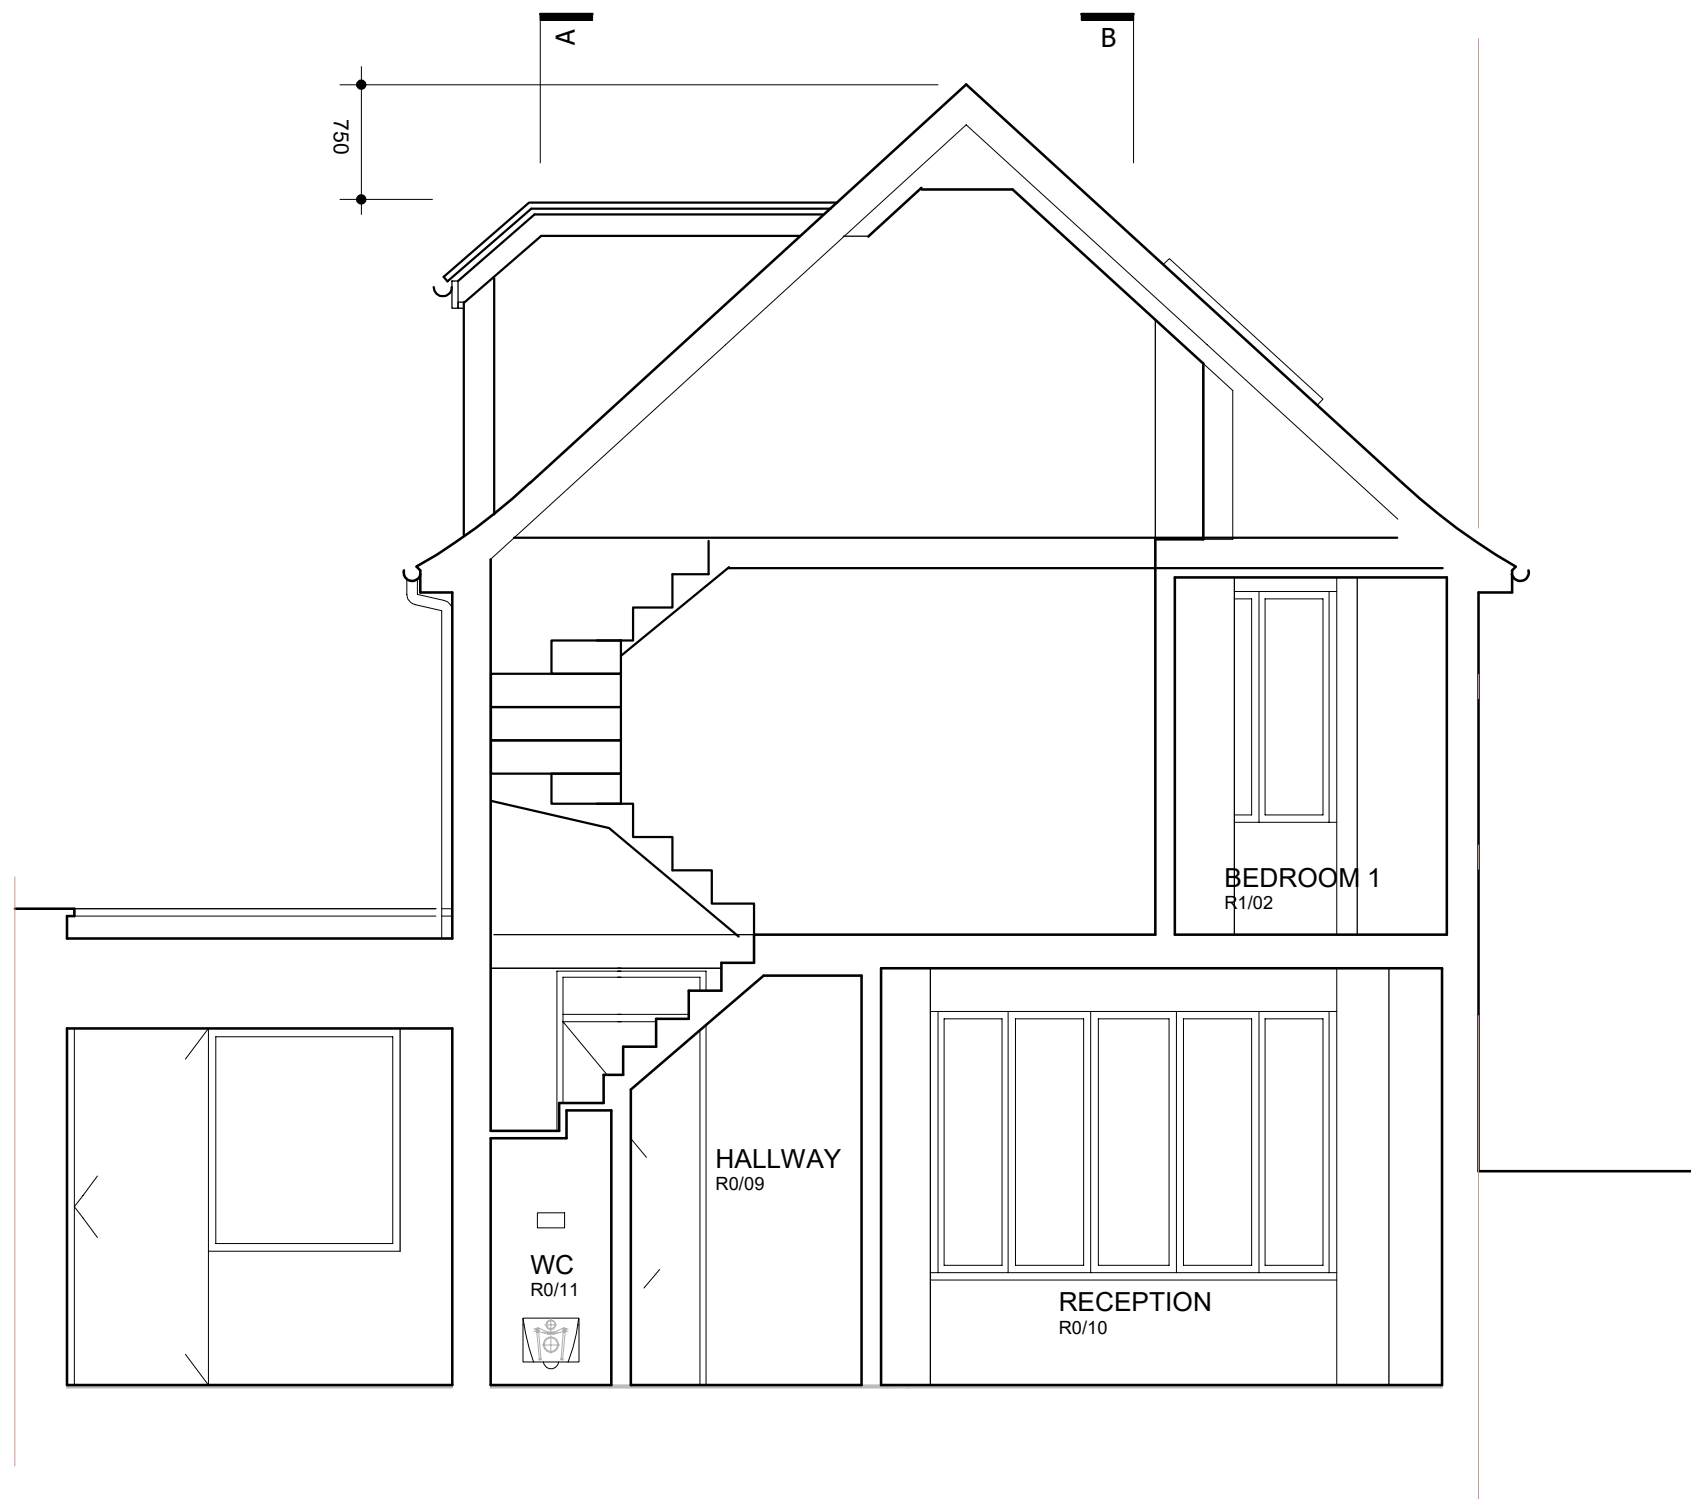 A
B
750
BEDROOM 1
R1/02
HALLWAY
R0/09
WC
R0/11
RECEPTION
R0/10